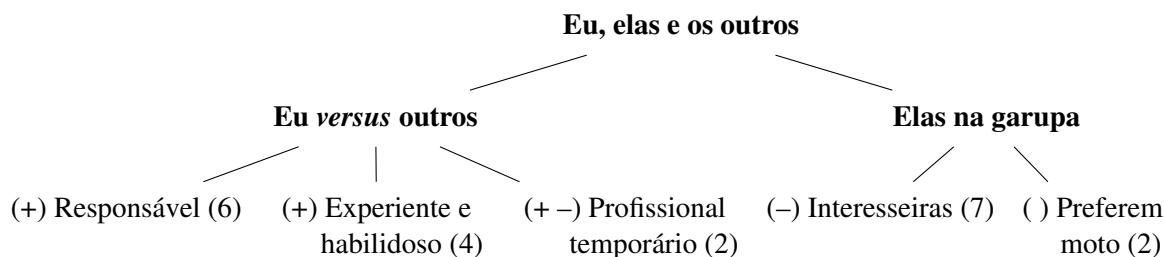 Eu, elas e os outros
Eu versus outros
Elas na garupa
(+) Responsável (6)
(+) Experiente e
habilidoso (4)
(+ –) Profissional
temporário (2)
(–) Interesseiras (7)
( ) Preferem
moto (2)